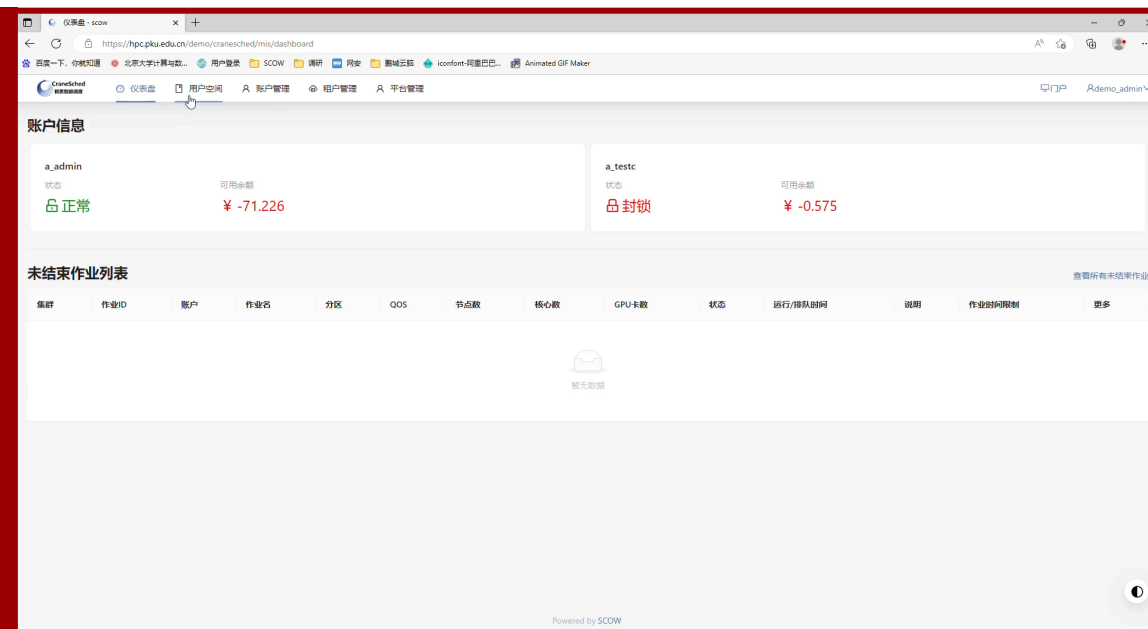 仪表盘 - scow
https://hpc.pku.edu.cn/demo/cranesched/mis/dashboard
百度一下，你就知道 北京大学计算与数... 用户登录 SCOW 调研 网安 鹏城云脑 iconfont-阿里巴巴... Animated GIF Maker
CraneSched 仪表盘 用户空间 账户管理 租户管理 平台管理 门户 demo_admin
账户信息
a_admin
状态 可用余额
正常 ¥ -71.226
a_testc
状态 可用余额
封锁 ¥ -0.575
未结束作业列表 查看所有未结束作业
集群 作业ID 账户 作业名 分区 QOS 节点数 核心数 GPU卡数 状态 运行/排队时间 说明 作业时间限制 更多
暂无数据
Powered by SCOW